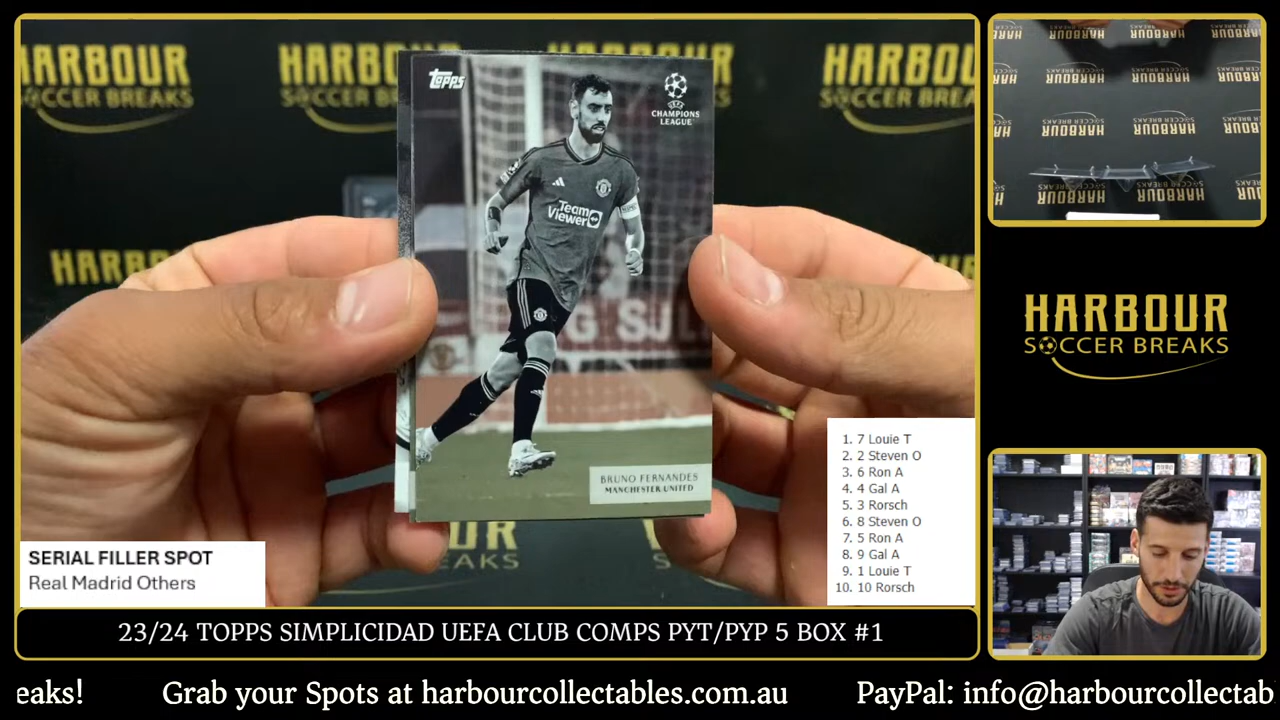 HARBOUR
SOCCER BREAKS
HARBOUR
SOCCER BREAKS
HARBOUR
SOCCER BREAKS
HARBOUR
TOPPS
UEFA
CHAMPIONS
LEAGUE
Team
Viewer
BRUNO FERNANDES
MANCHESTER UNITED
HARBOUR
SOCCER BREAKS
1. 7 Louie T
2. 2 Steven O
3. 6 Ron A
4. 4 Gal A
5. 3 Rorsch
6. 8 Steven O
7. 5 Ron A
8. 9 Gal A
9. 1 Louie T
10. 10 Rorsch
SERIAL FILLER SPOT
Real Madrid Others
23/24 TOPPS SIMPLICIDAD UEFA CLUB COMPS PYT/PYP 5 BOX #1
eaks! Grab your Spots at harbourcollectables.com.au PayPal: info@harbourcollectab